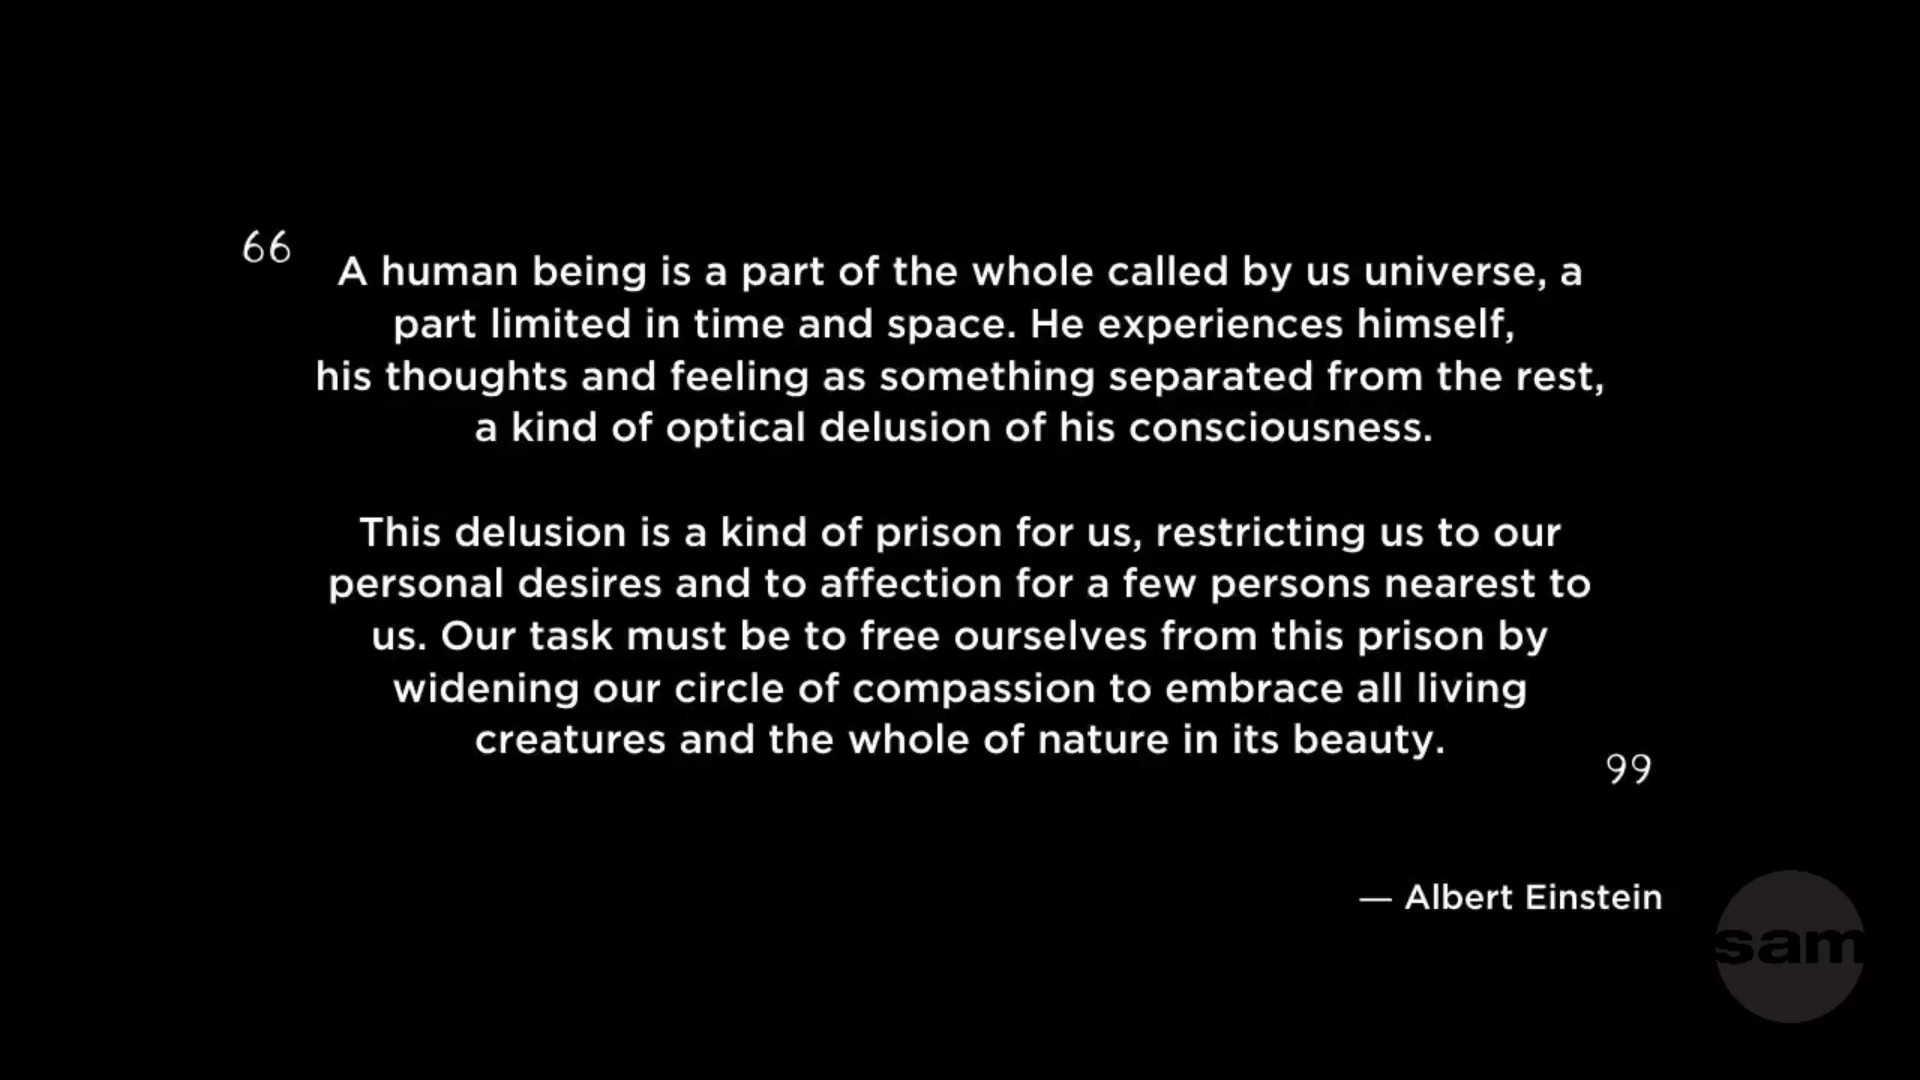 66
A human being is a part of the whole called by us universe, a
part limited in time and space. He experiences himself,
his thoughts and feeling as something separated from the rest,
a kind of optical delusion of his consciousness.
This delusion is a kind of prison for us, restricting us to our
personal desires and to affection for a few persons nearest to
us. Our task must be to free ourselves from this prison by
widening our circle of compassion to embrace all living
creatures and the whole of nature in its beauty.
99
— Albert Einstein
sam